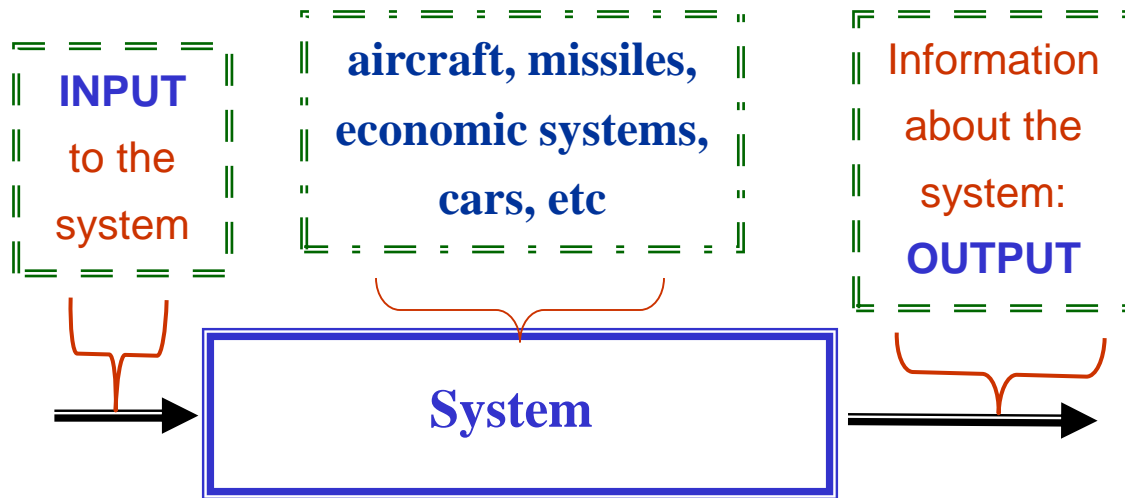 INPUT
to the
system
aircraft, missiles,
economic systems,
cars, etc
Information
about the
system:
OUTPUT
System